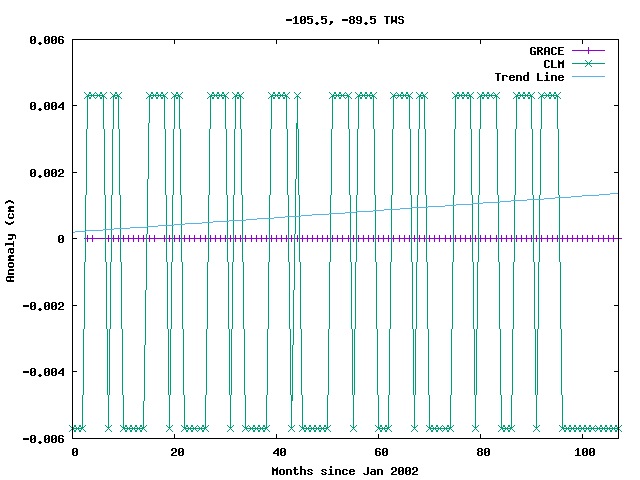 -105.5, -89.5 TWS
GRACE
CLM
Trend Line
0.006
0.004
0.002
0
-0.002
-0.004
-0.006
Anomaly (cm)
0 20 40 60 80 100
Months since Jan 2002